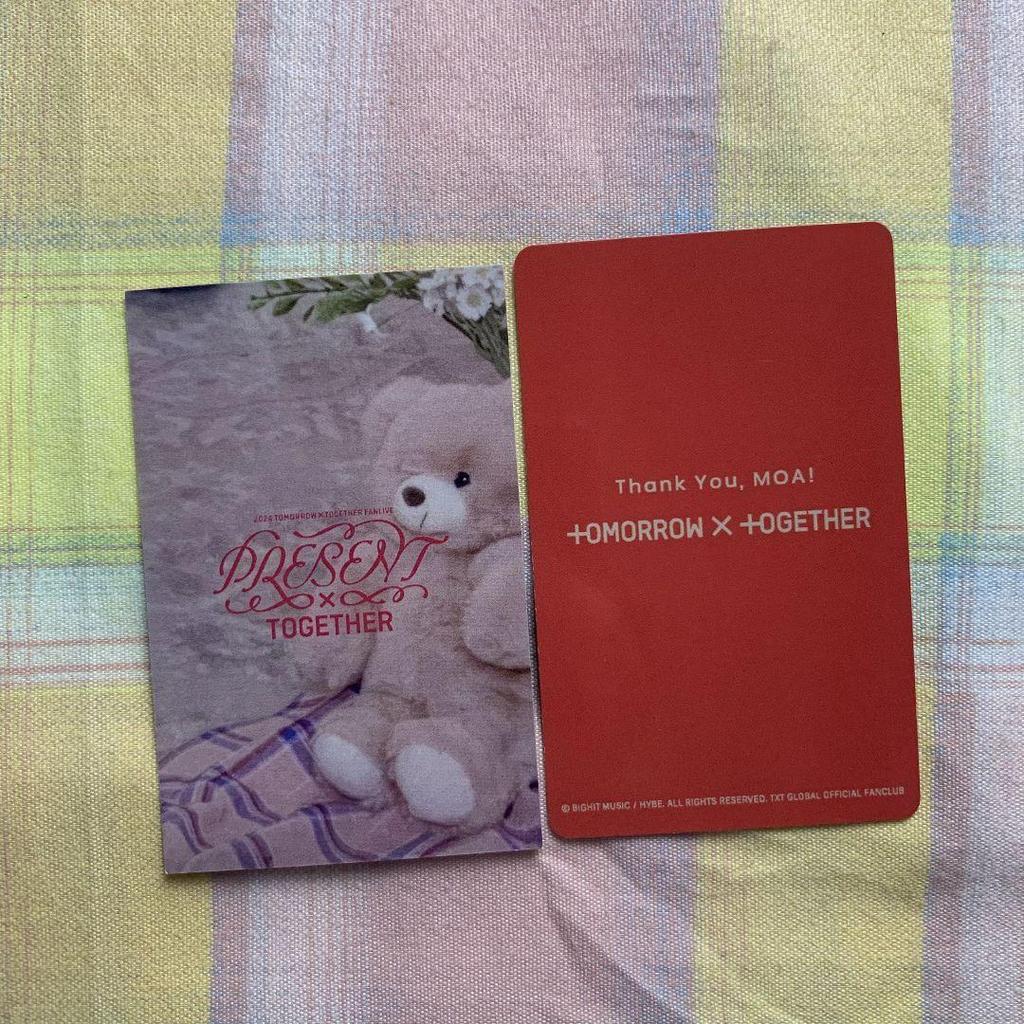 2024 TOMORROW X TOGETHER FANLIVE
PRESENT
×
TOGETHER
Thank You, MOA!
TOMORROW × TOGETHER
© BIGHIT MUSIC / HYBE. ALL RIGHTS RESERVED. TXT GLOBAL OFFICIAL FANCLUB